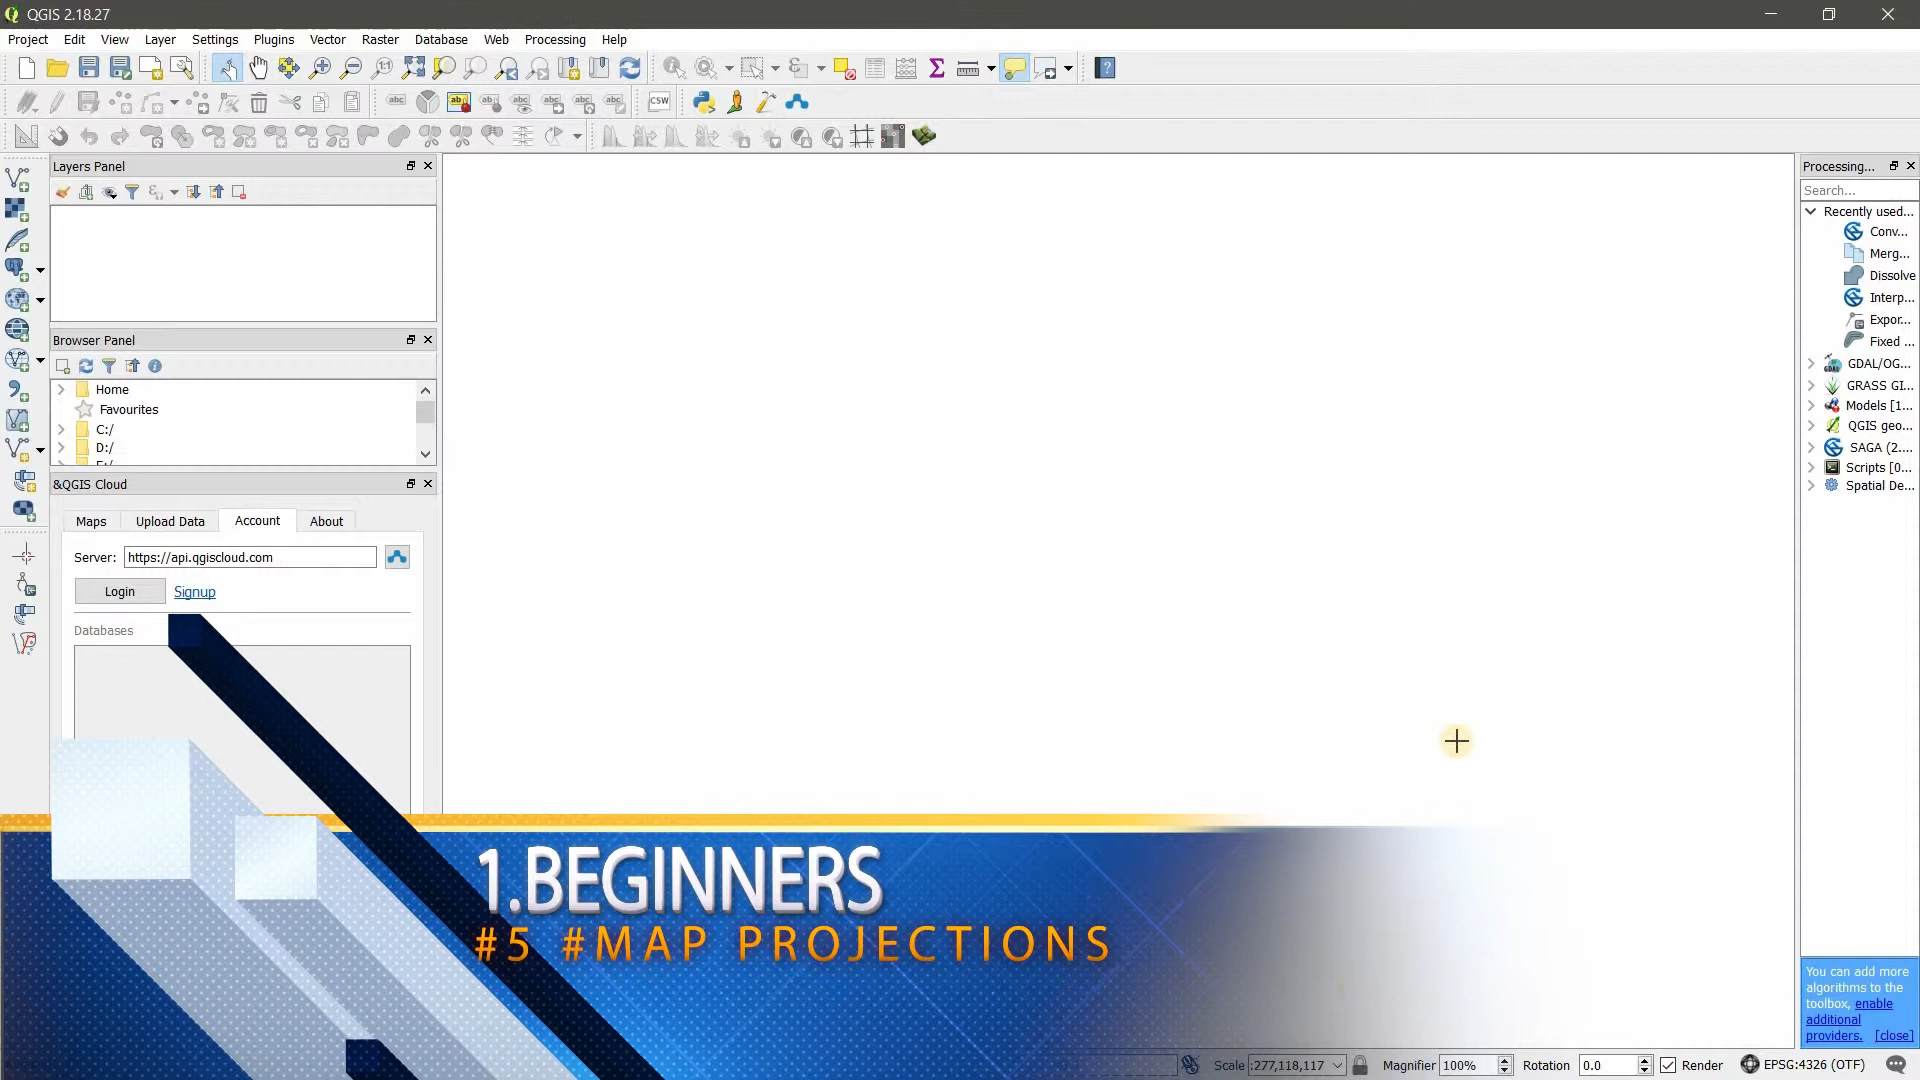 QGIS 2.18.27
Project Edit View Layer Settings Plugins Vector Raster Database Web Processing Help
CSW
Layers Panel
Browser Panel
Home
Favourites
C:/
D:/
&QGIS Cloud
Maps Upload Data Account About
Server: https://api.qgiscloud.com
Login Signup
Databases
Processing...
Search...
Recently used...
Conv...
Merg...
Dissolve
Interp...
Expor...
Fixed ...
GDAL/OG...
GRASS GI...
Models [1...
QGIS geo...
SAGA (2....
Scripts [0...
Spatial De...
You can add more
algorithms to the
toolbox, enable
additional
providers. [close]
1.BEGINNERS
#5 #MAP PROJECTIONS
Scale :277,118,117 Magnifier 100% Rotation 0.0 Render EPSG:4326 (OTF)